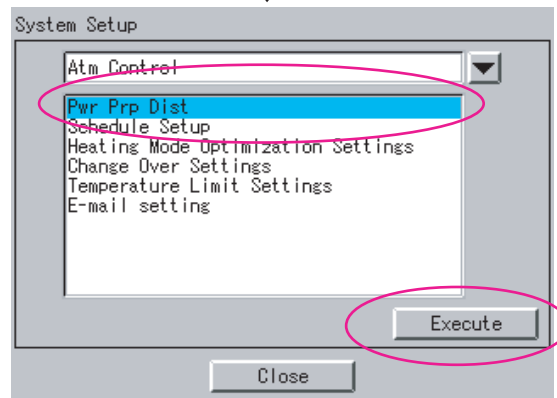 System Setup
Atm Control
Pwr Prp Dist
Schedule Setup
Heating Mode Optimization Settings
Change Over Settings
Temperature Limit Settings
E-mail setting
Execute
Close